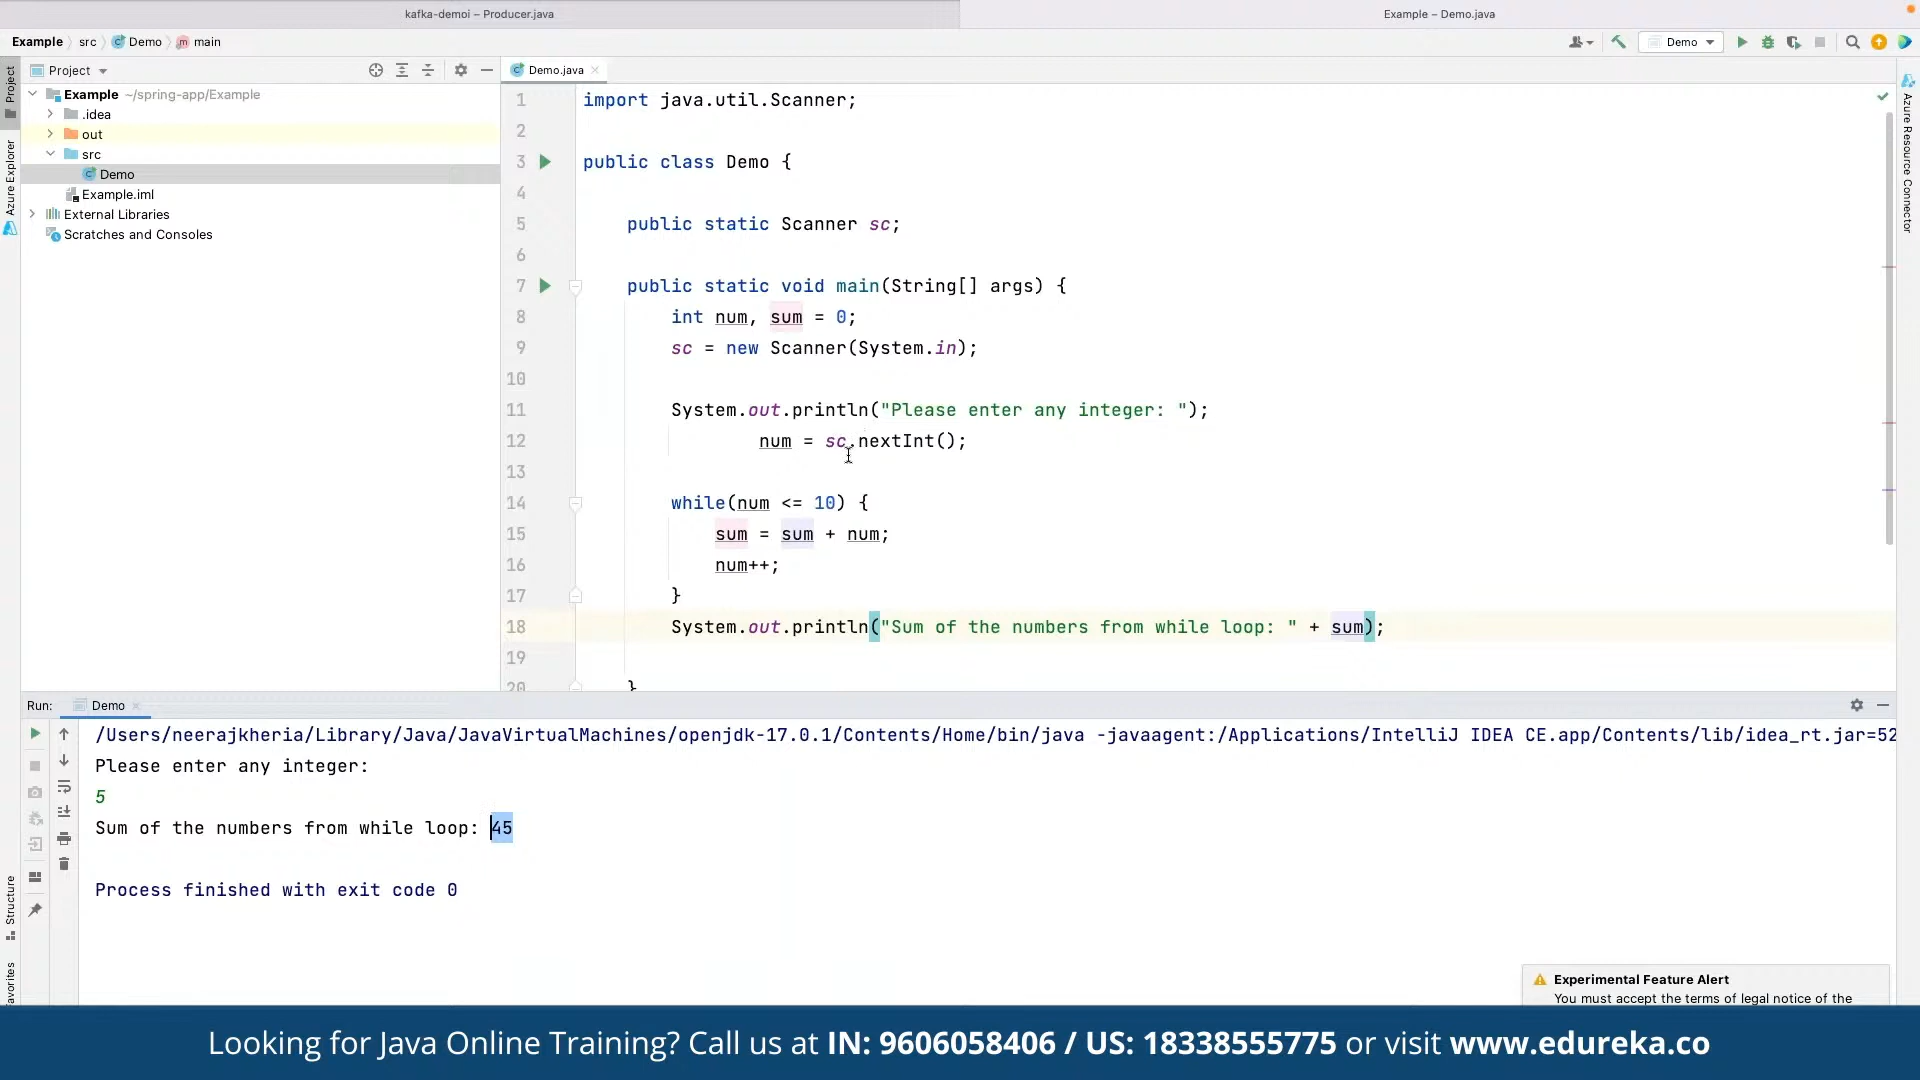 kafka-demoi – Producer.java
Example – Demo.java
Example src Demo main
Demo
Project
Demo.java
Project
Azure Explorer
Structure
avorites
Azure Resource Connector
Example ~/spring-app/Example
.idea
out
src
Demo
Example.iml
External Libraries
Scratches and Consoles
1 import java.util.Scanner;
2
3 public class Demo {
4
5 public static Scanner sc;
6
7 public static void main(String[] args) {
8 int num, sum = 0;
9 sc = new Scanner(System.in);
10
11 System.out.println("Please enter any integer: ");
12 num = sc.nextInt();
13
14 while(num <= 10) {
15 sum = sum + num;
16 num++;
17 }
18 System.out.println("Sum of the numbers from while loop: " + sum);
19
20 }
Run: Demo
/Users/neerajkheria/Library/Java/JavaVirtualMachines/openjdk-17.0.1/Contents/Home/bin/java -javaagent:/Applications/IntelliJ IDEA CE.app/Contents/lib/idea_rt.jar=52
Please enter any integer:
5
Sum of the numbers from while loop: 45
Process finished with exit code 0
Experimental Feature Alert
You must accept the terms of legal notice of the
Looking for Java Online Training? Call us at IN: 9606058406 / US: 18338555775 or visit www.edureka.co